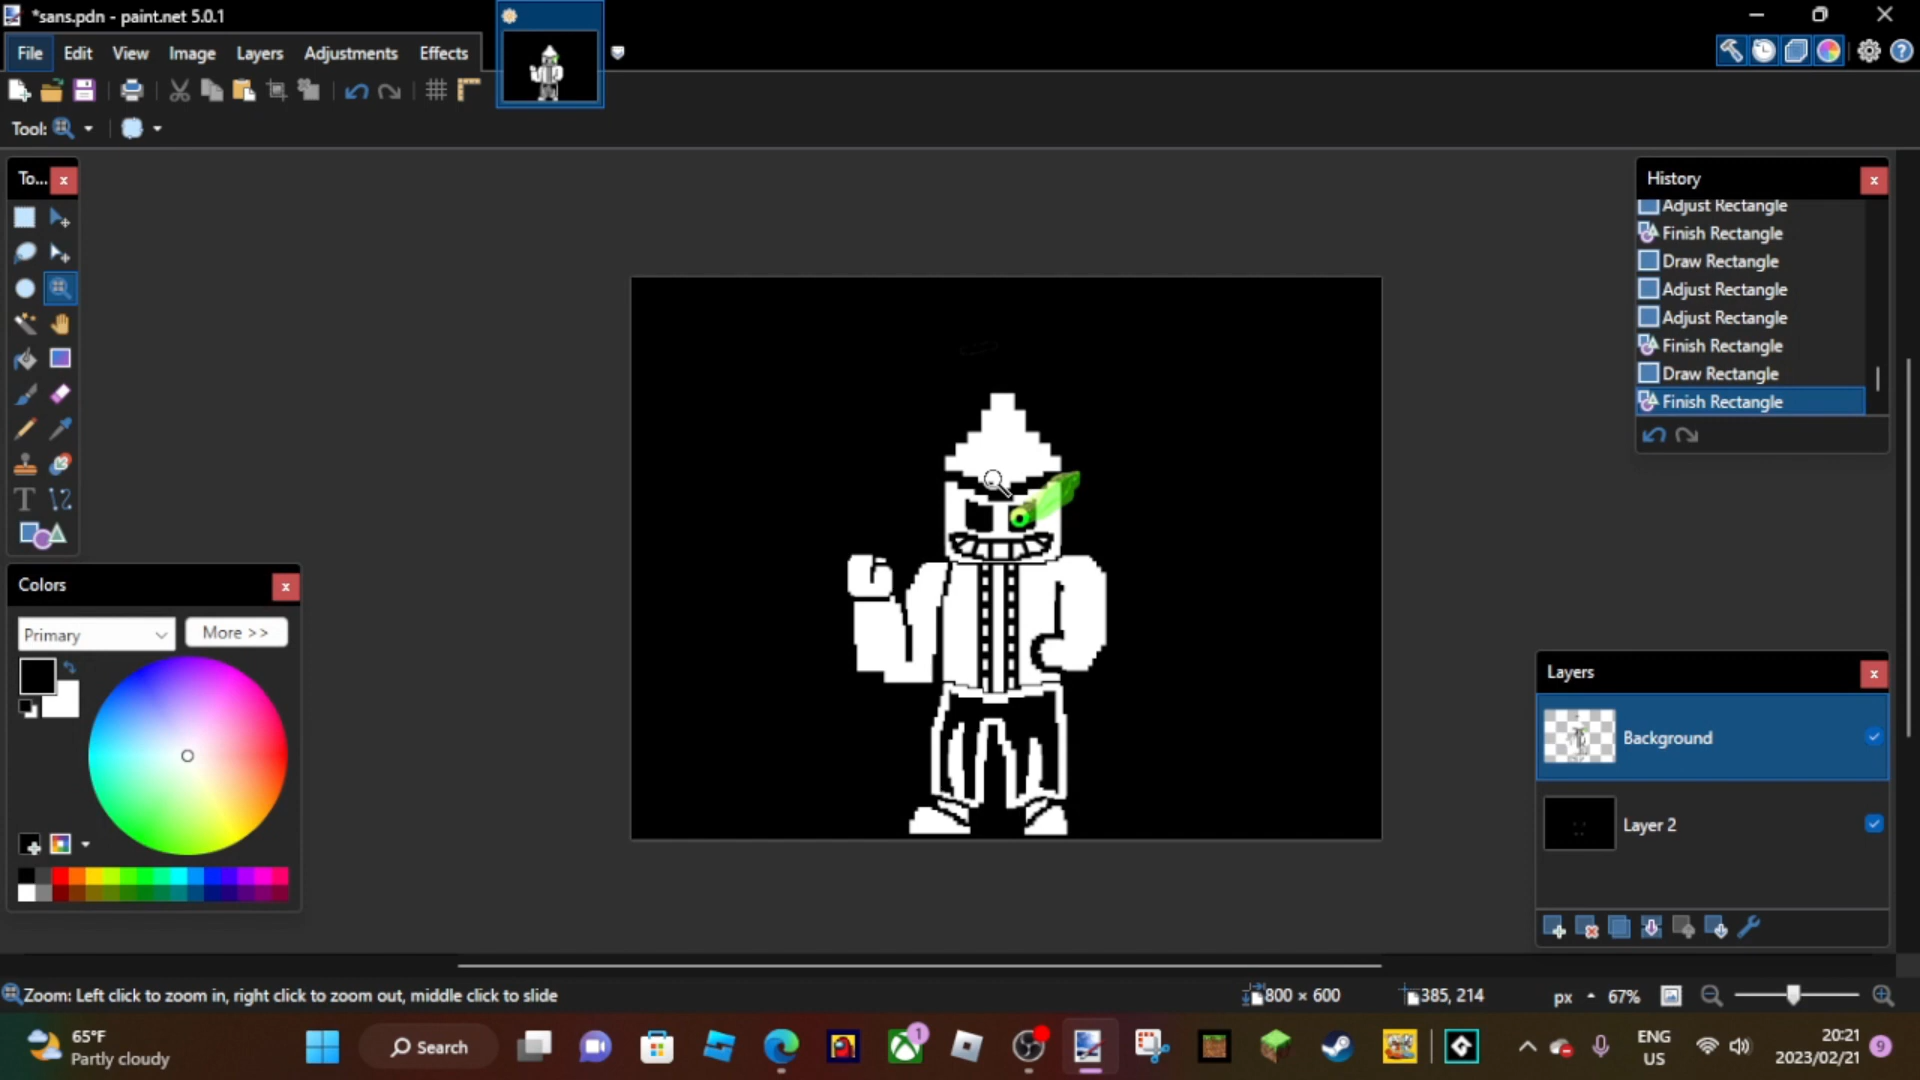 *sans.pdn - paint.net 5.0.1
File Edit View Image Layers Adjustments Effects
Tool:
To...
History
Adjust Rectangle
Finish Rectangle
Draw Rectangle
Adjust Rectangle
Adjust Rectangle
Finish Rectangle
Draw Rectangle
Finish Rectangle
Colors
Primary
More >>
Layers
Background
Layer 2
Zoom: Left click to zoom in, right click to zoom out, middle click to slide
800 × 600
385, 214
px
67%
65°F
Partly cloudy
Search
1
ENG
US
20:21
2023/02/21
9